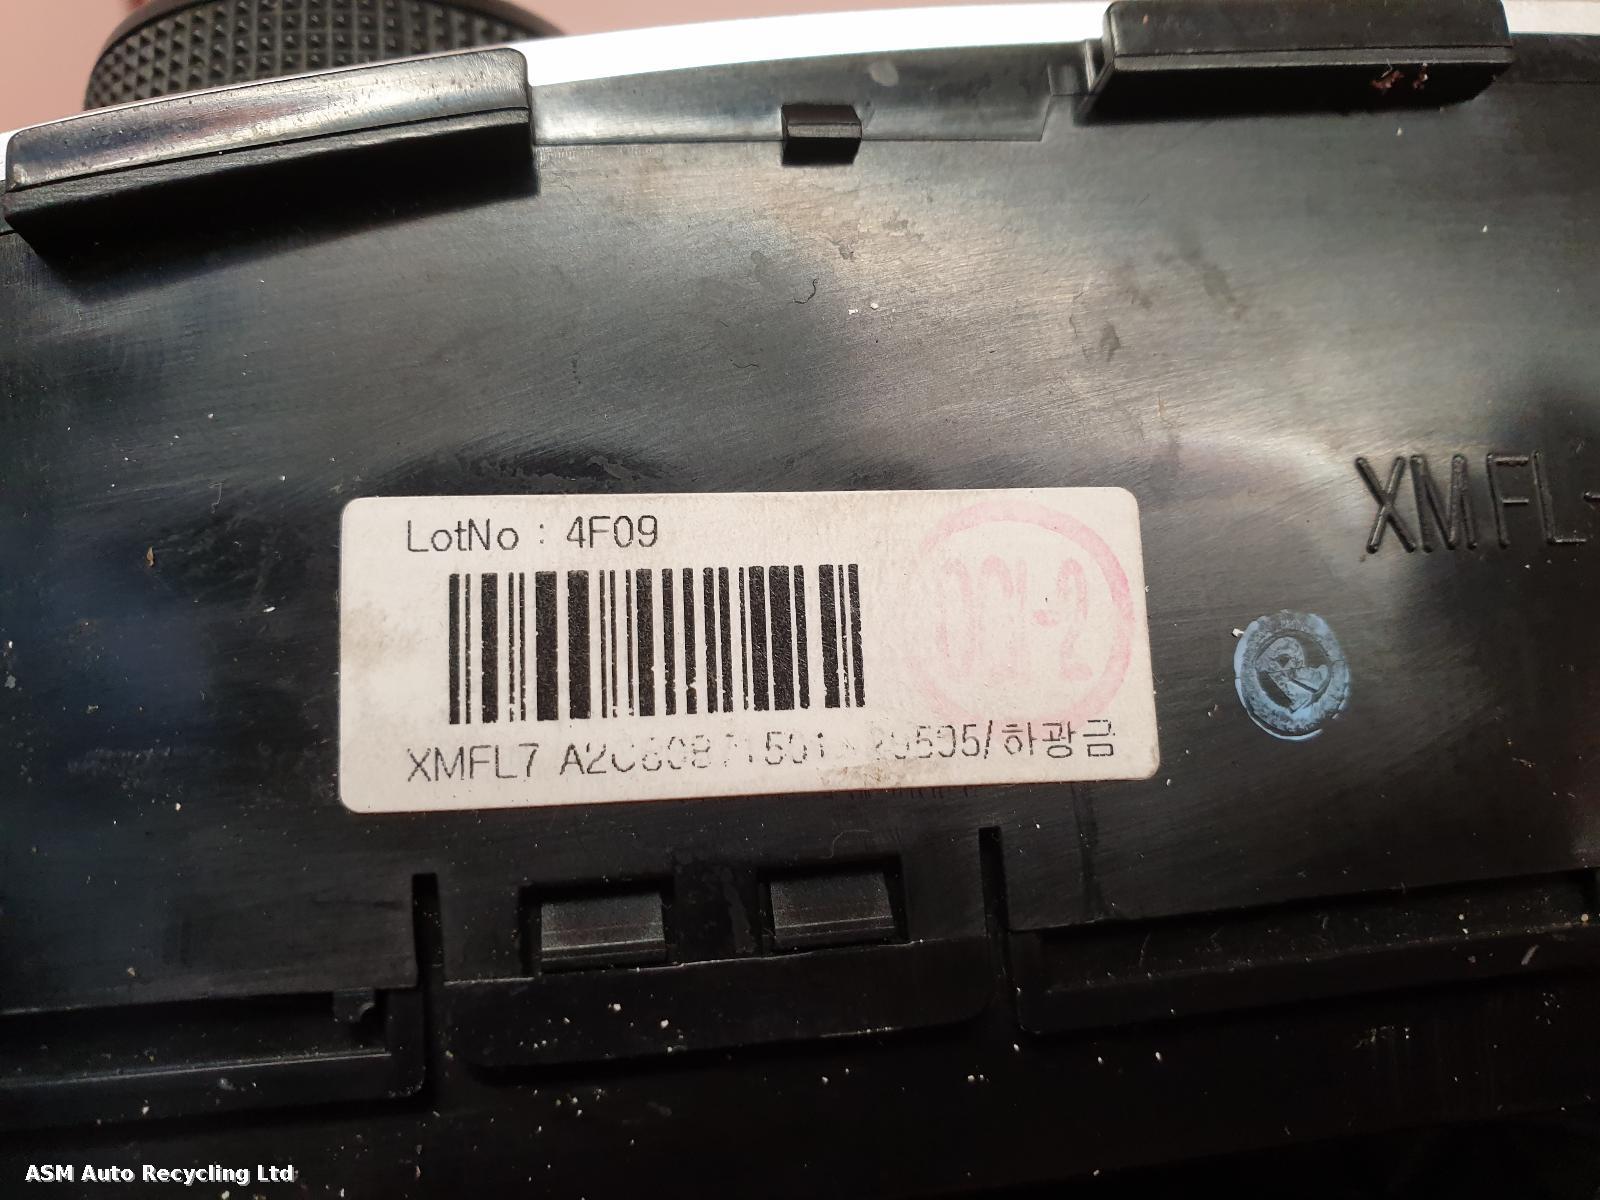 LotNo : 4F09
XMFL-
XMFL7
/하광금
ASM Auto Recycling Ltd